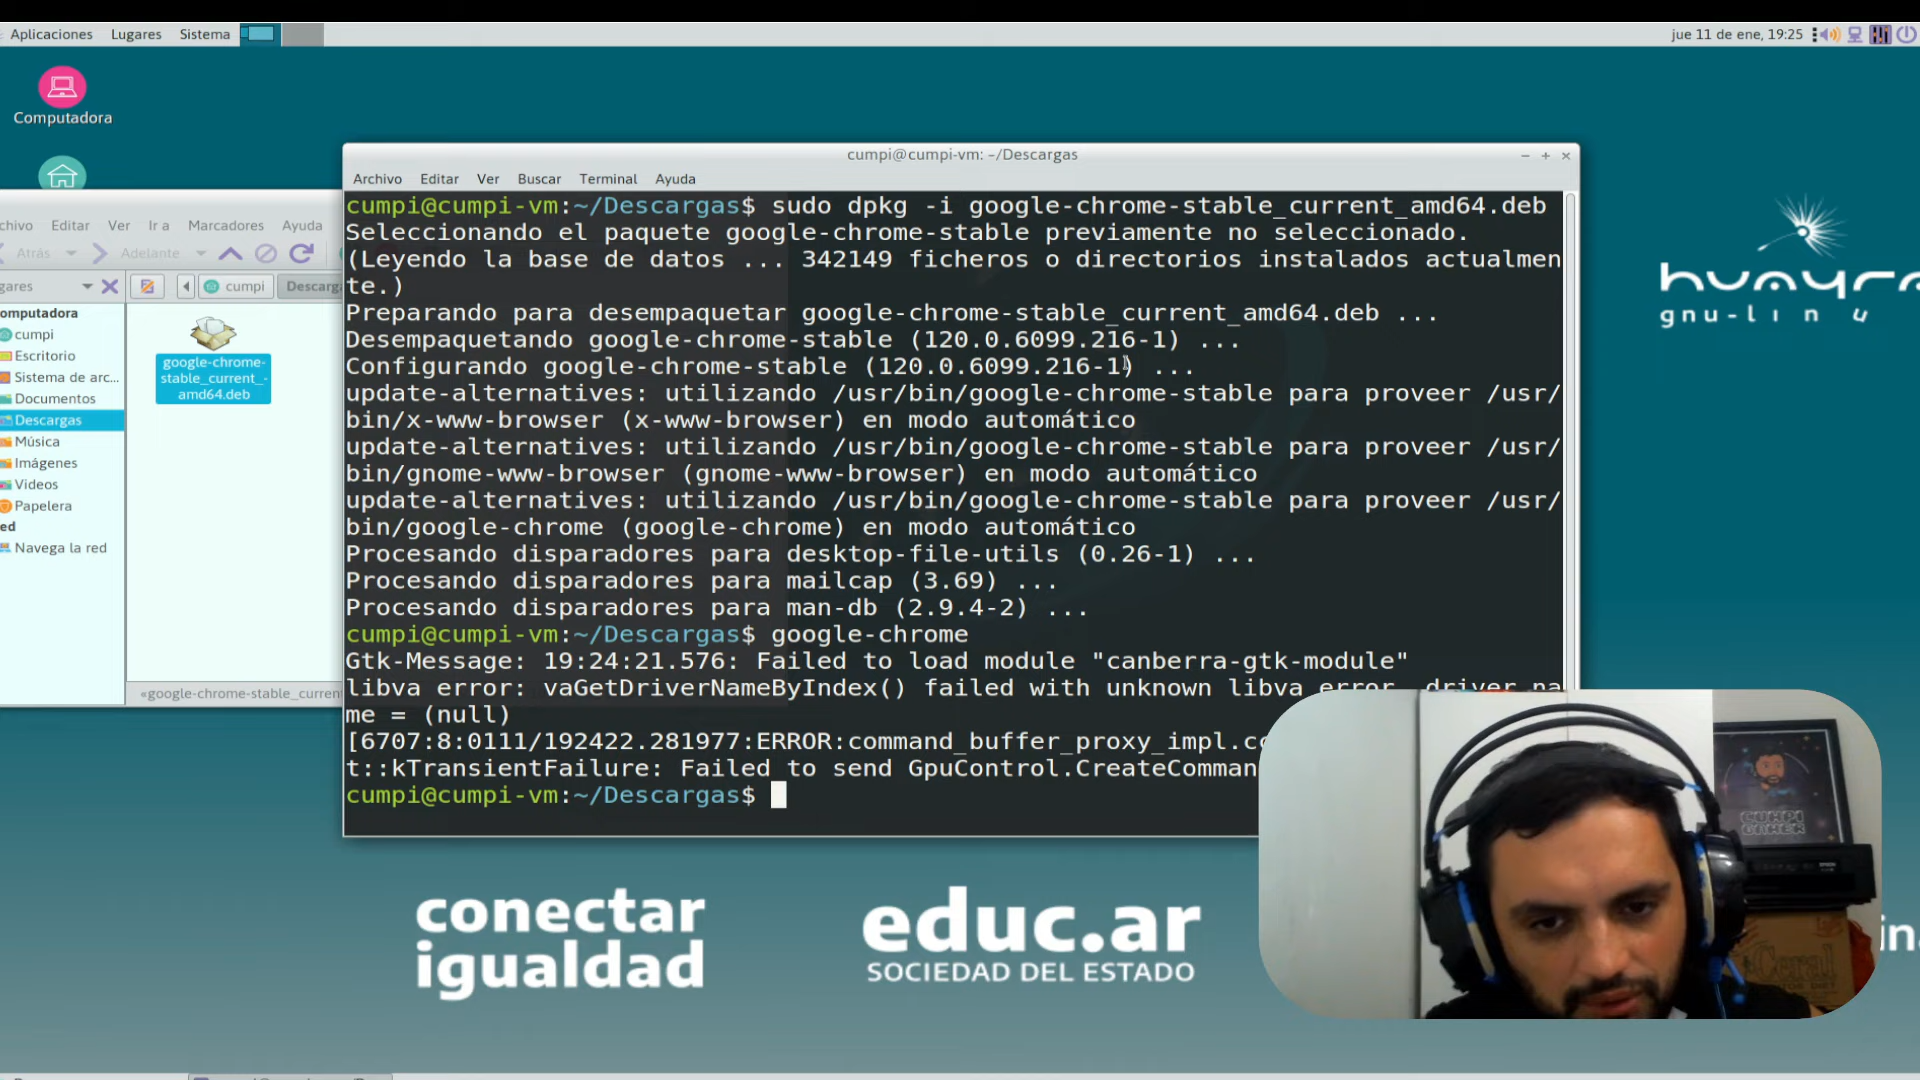 Aplicaciones Lugares Sistema
jue 11 de ene, 19:25
Computadora
cumpi@cumpi-vm: ~/Descargas
Archivo Editar Ver Buscar Terminal Ayuda
cumpi@cumpi-vm:~/Descargas$ sudo dpkg -i google-chrome-stable_current_amd64.deb
Seleccionando el paquete google-chrome-stable previamente no seleccionado.
(Leyendo la base de datos ... 342149 ficheros o directorios instalados actualmen
te.)
Preparando para desempaquetar google-chrome-stable_current_amd64.deb ...
Desempaquetando google-chrome-stable (120.0.6099.216-1) ...
Configurando google-chrome-stable (120.0.6099.216-1) ...
update-alternatives: utilizando /usr/bin/google-chrome-stable para proveer /usr/
bin/x-www-browser (x-www-browser) en modo automático
update-alternatives: utilizando /usr/bin/google-chrome-stable para proveer /usr/
bin/gnome-www-browser (gnome-www-browser) en modo automático
update-alternatives: utilizando /usr/bin/google-chrome-stable para proveer /usr/
bin/google-chrome (google-chrome) en modo automático
Procesando disparadores para desktop-file-utils (0.26-1) ...
Procesando disparadores para mailcap (3.69) ...
Procesando disparadores para man-db (2.9.4-2) ...
cumpi@cumpi-vm:~/Descargas$ google-chrome
Gtk-Message: 19:24:21.576: Failed to load module "canberra-gtk-module"
libva error: vaGetDriverNameByIndex() failed with unknown libva error, driver_na
me = (null)
[6707:8:0111/192422.281977:ERROR:command_buffer_proxy_impl.cc
t::kTransientFailure: Failed to send GpuControl.CreateComman
cumpi@cumpi-vm:~/Descargas$
chivo Editar Ver Ir a Marcadores Ayuda
Atrás Adelante
gares
cumpi Descarg
omputadora
cumpi
Escritorio
Sistema de arc...
Documentos
Descargas
Música
Imágenes
Videos
Papelera
ed
Navega la red
google-chrome-
stable_current_-
amd64.deb
«google-chrome-stable_current
huayra
gnu-linu
conectar
igualdad
educ.ar
SOCIEDAD DEL ESTADO
CUMPI
GAMER